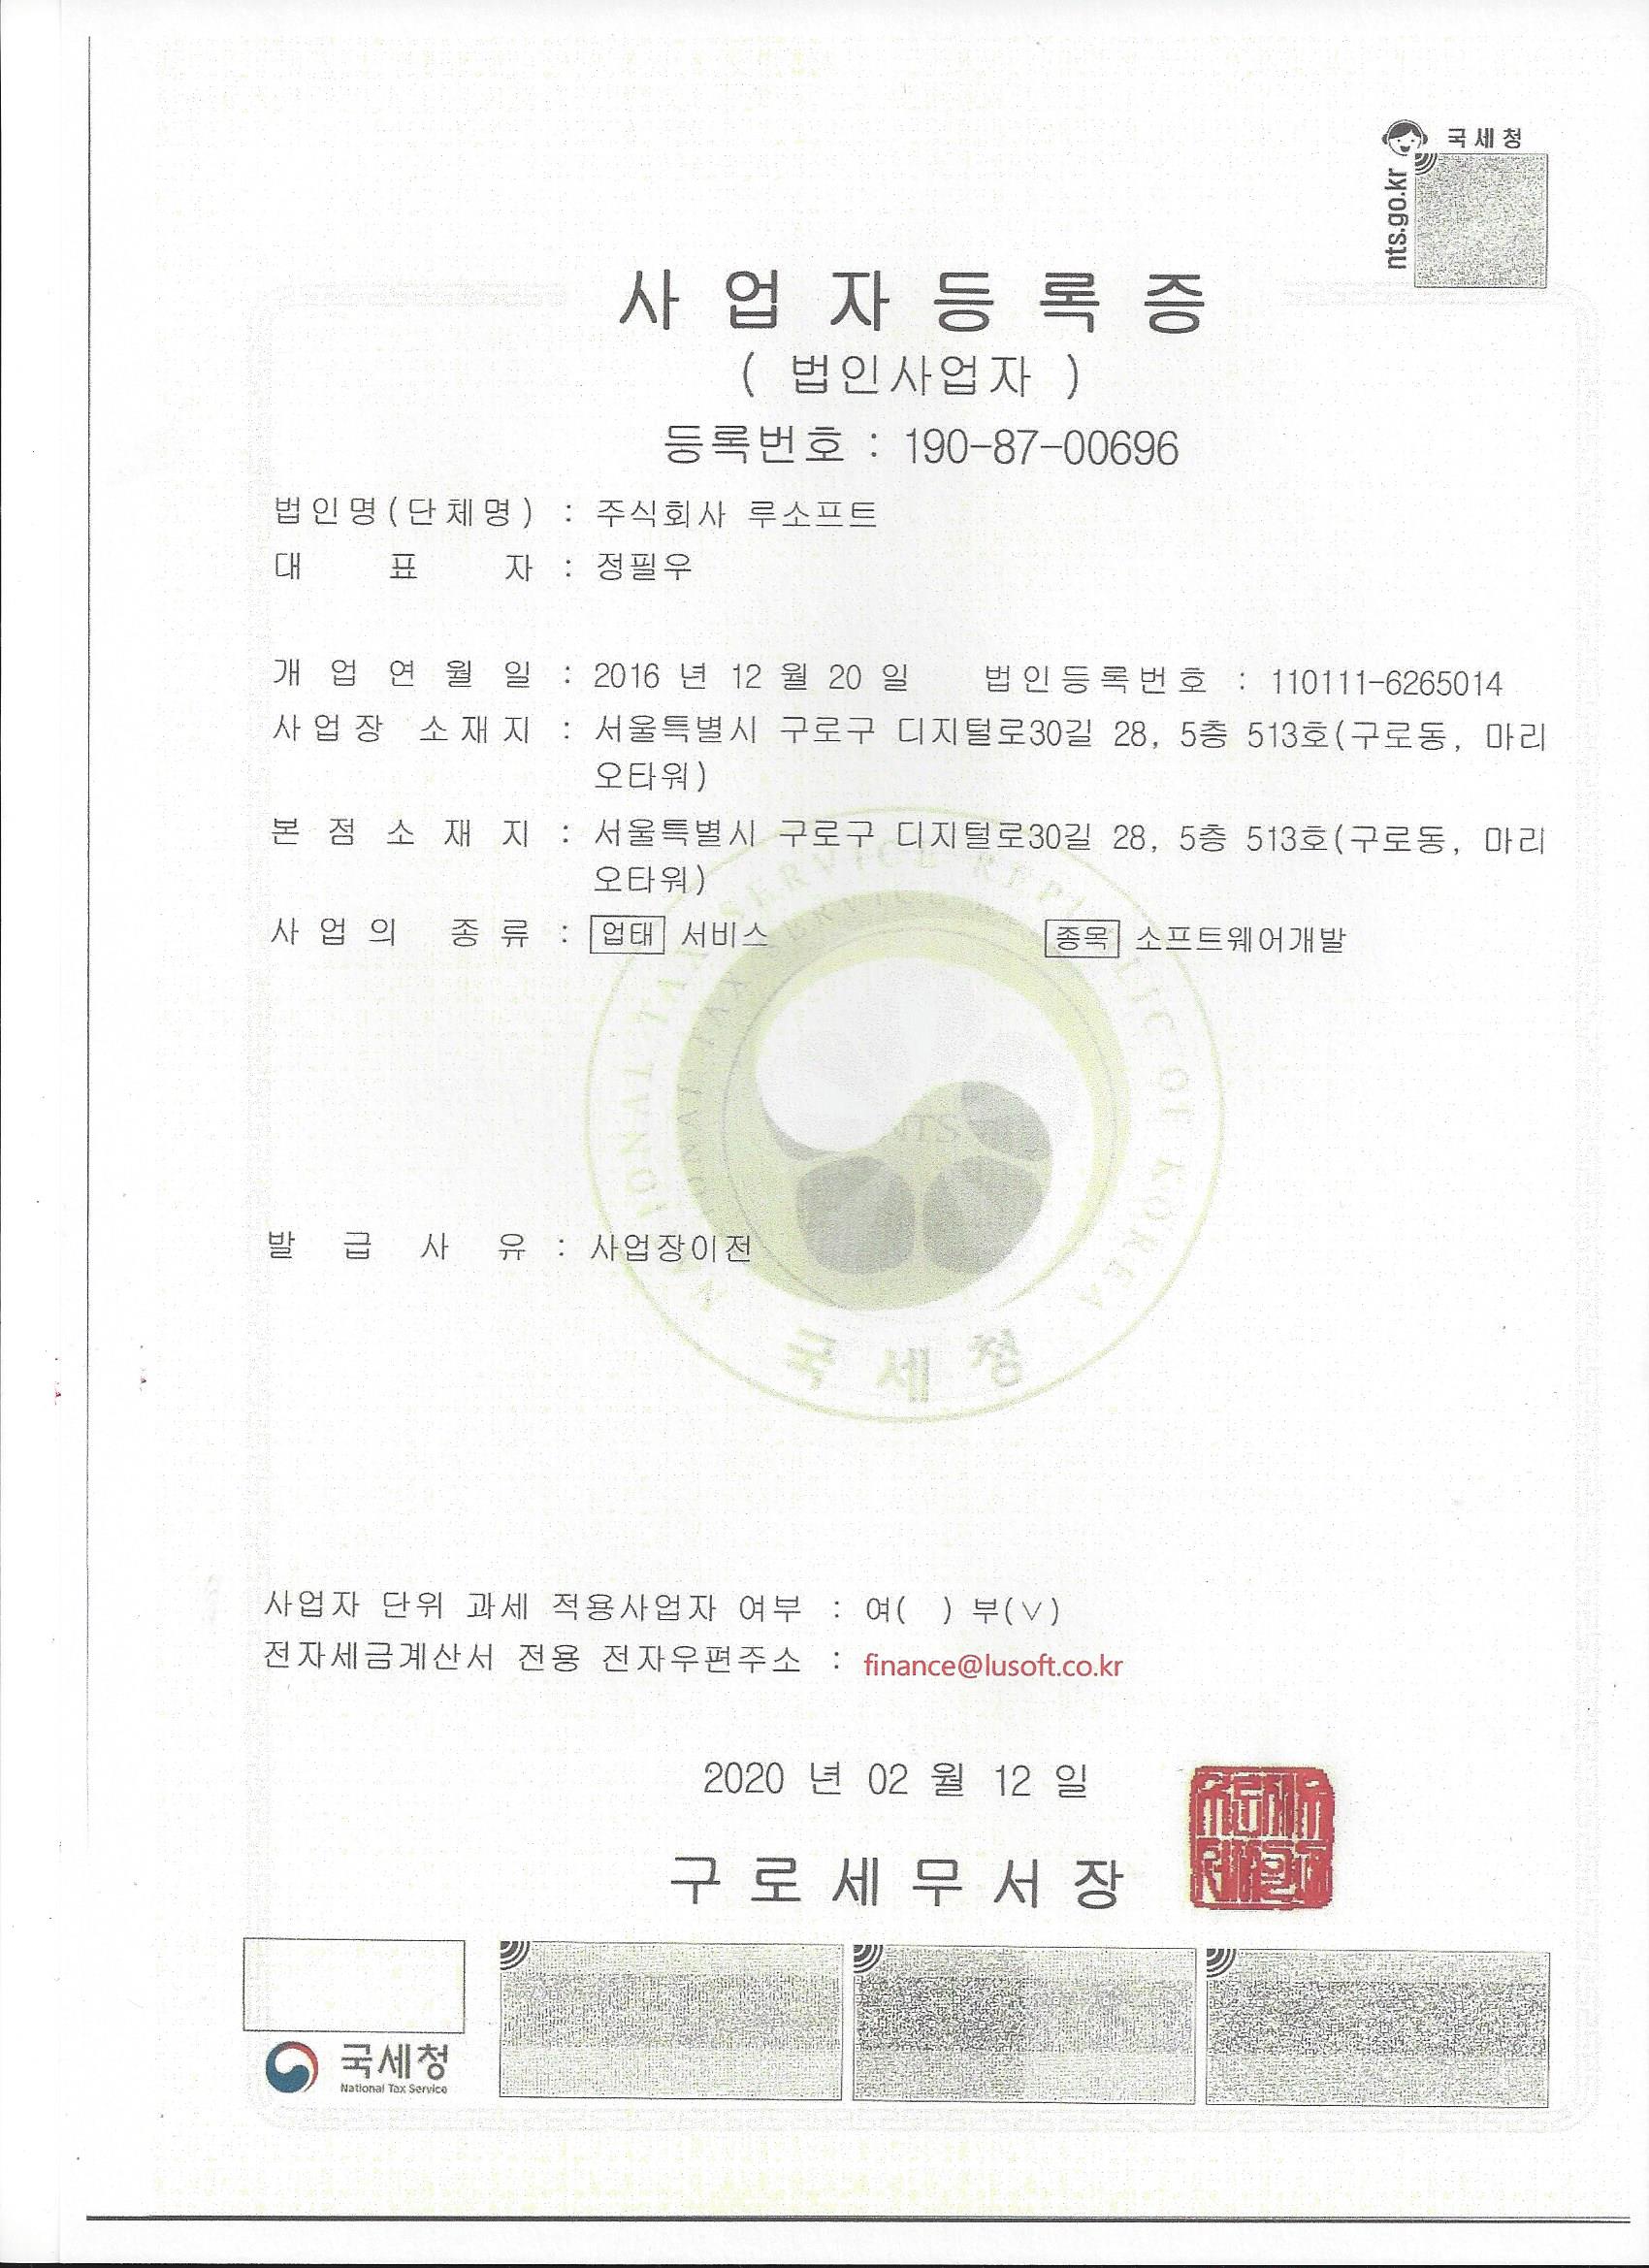 국세청
nts.go.kr
사업자등록증
( 법인사업자 )
등록번호 : 190-87-00696
법인명(단체명) : 주식회사 루소프트
대 표 자 : 정필우
개 업 연 월 일 : 2016 년 12 월 20 일 법인등록번호 : 110111-6265014
사업장 소재지 : 서울특별시 구로구 디지털로30길 28, 5층 513호(구로동, 마리
오타워)
본 점 소 재 지 : 서울특별시 구로구 디지털로30길 28, 5층 513호(구로동, 마리
오타워)
사 업 의 종 류 : 업태 서비스 종목 소프트웨어개발
NATIONAL TAX SERVICE REPUBLIC OF KOREA
NTS
발 급 사 유 : 사업장이전
국세청
사업자 단위 과세 적용사업자 여부 : 여( ) 부(∨)
전자세금계산서 전용 전자우편주소 : finance@lusoft.co.kr
2020 년 02 월 12 일
구로세무서장
국세청
National Tax Service